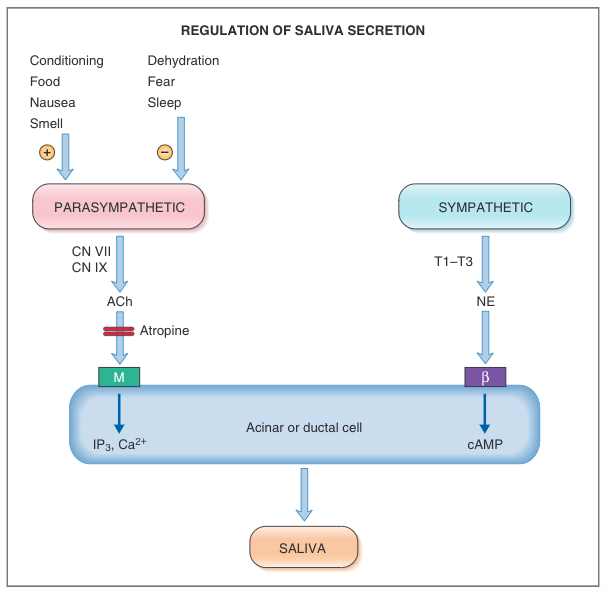 REGULATION OF SALIVA SECRETION
Conditioning
Food
Nausea
Smell
Dehydration
Fear
Sleep
+
−
PARASYMPATHETIC
SYMPATHETIC
CN VII
CN IX
T1–T3
ACh
NE
Atropine
M
β
Acinar or ductal cell
IP₃, Ca²⁺
cAMP
SALIVA